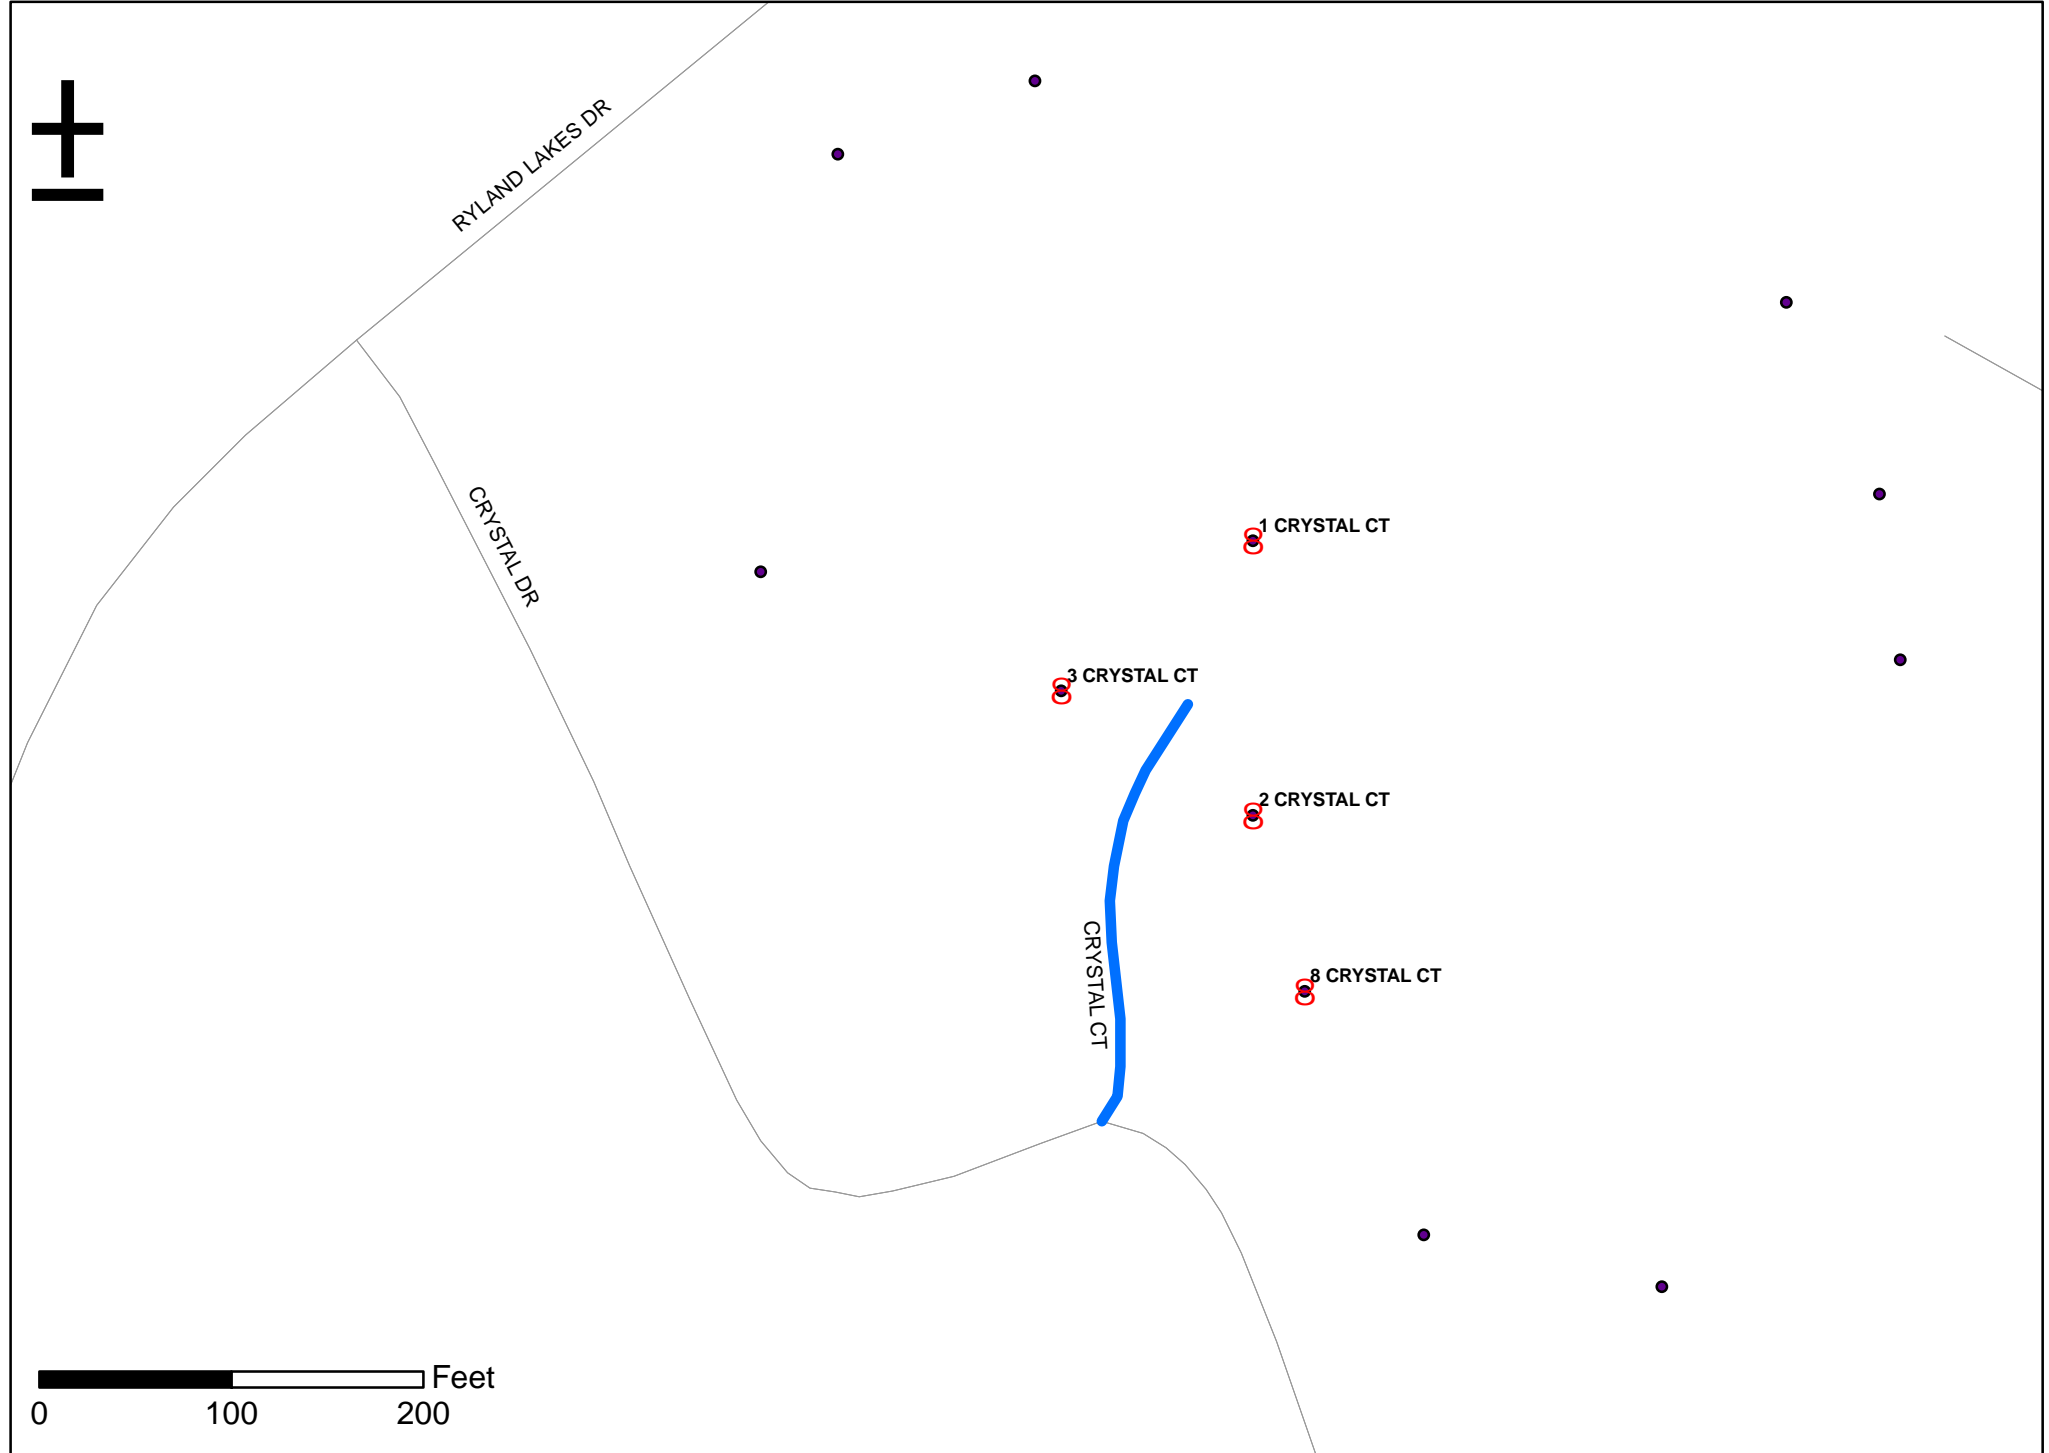 RYLAND LAKES DR
CRYSTAL DR
1 CRYSTAL CT
3 CRYSTAL CT
2 CRYSTAL CT
CRYSTAL CT
8 CRYSTAL CT
Feet
0 100 200